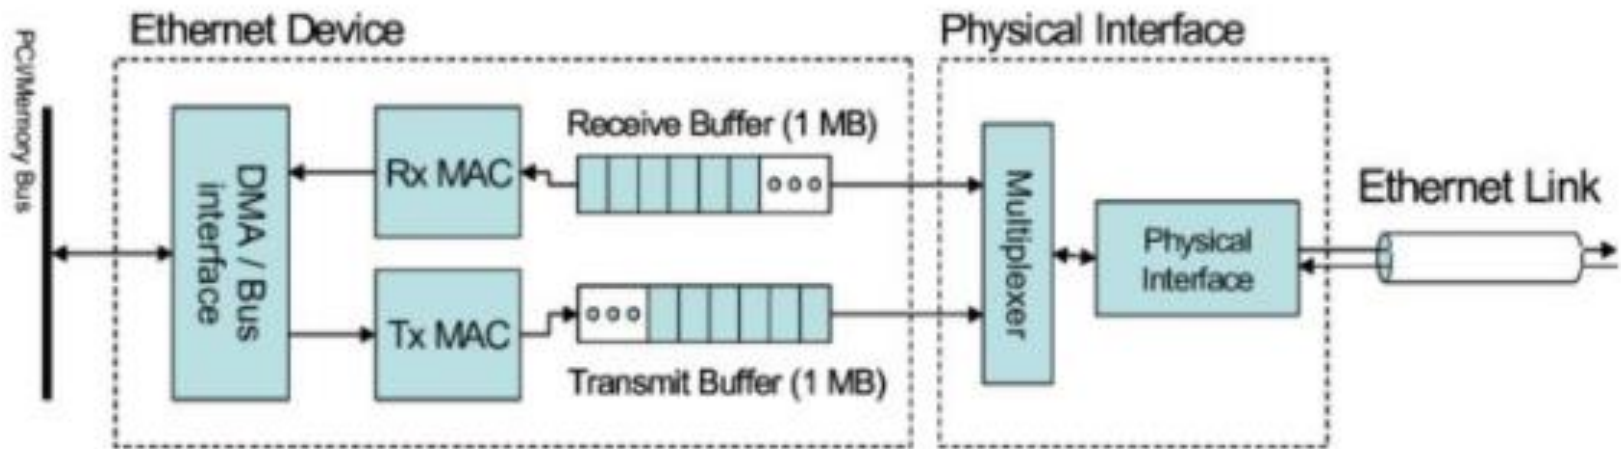 Ethernet Device
Physical Interface
PCI/Memory Bus
DMA / Bus
interface
Rx MAC
Receive Buffer (1 MB)
Tx MAC
Transmit Buffer (1 MB)
Multiplexer
Physical
Interface
Ethernet Link